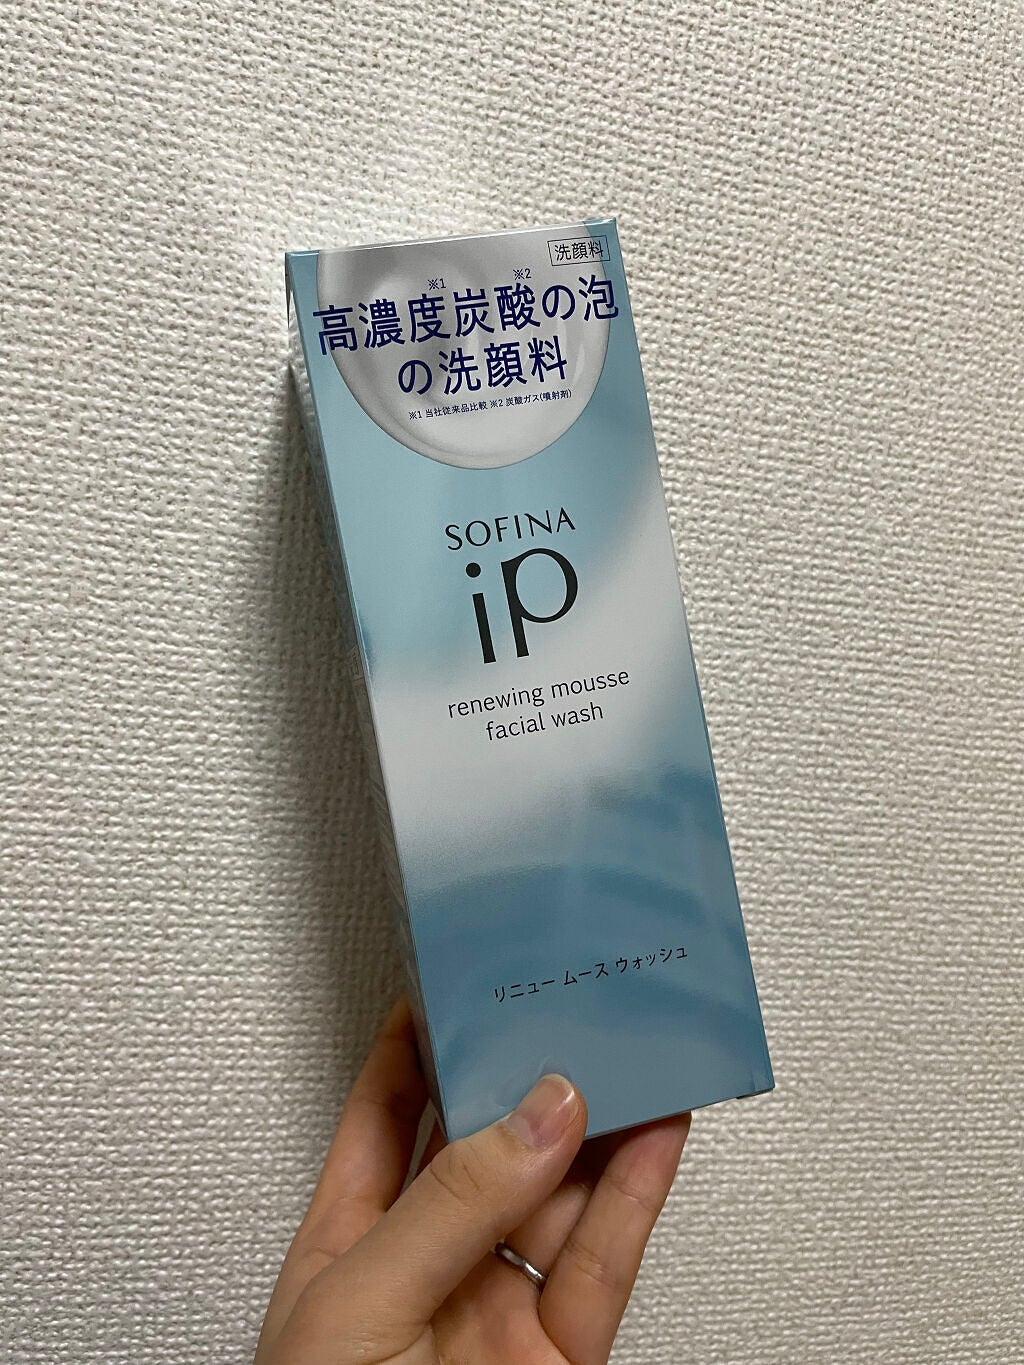 洗顔料
※1 ※2
高濃度炭酸の泡
の洗顔料
※1 当社従来品比較 ※2 炭酸ガス(噴射剤)
SOFINA
iP
renewing mousse
facial wash
リニュー ムース ウォッシュ